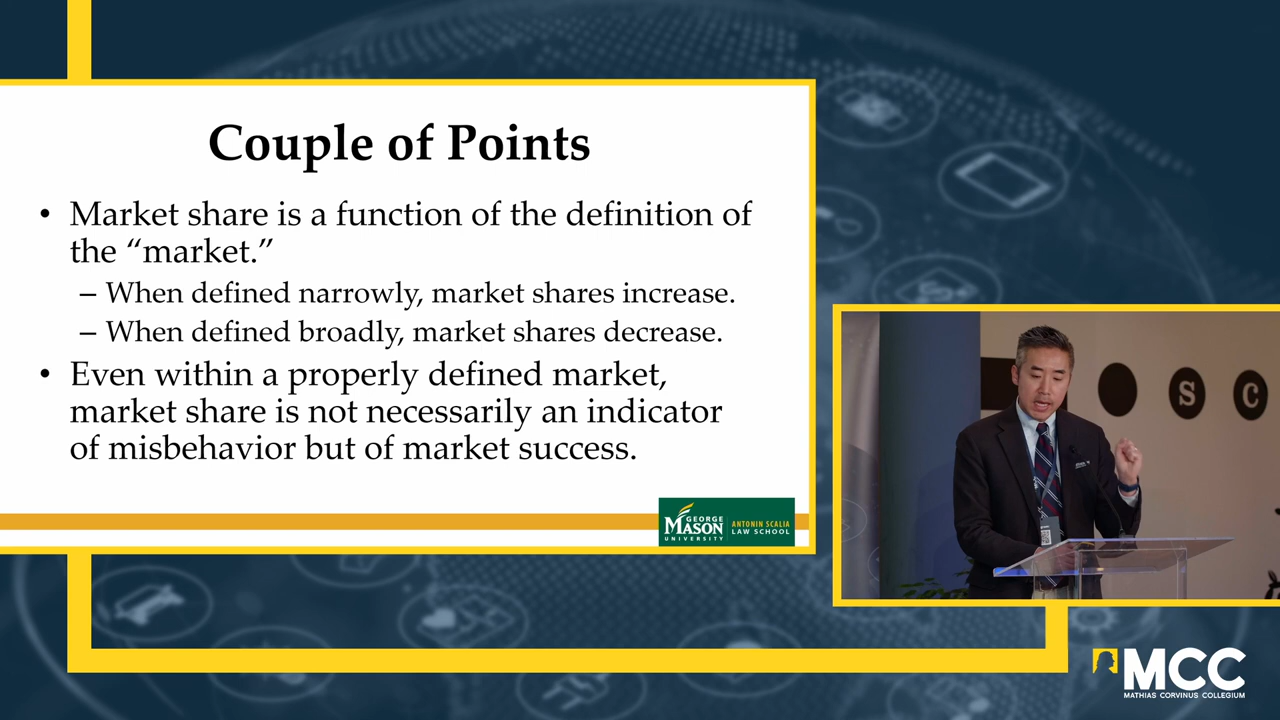 Couple of Points
• Market share is a function of the definition of
the “market.”
– When defined narrowly, market shares increase.
– When defined broadly, market shares decrease.
• Even within a properly defined market,
market share is not necessarily an indicator
of misbehavior but of market success.
GEORGE
MASON
UNIVERSITY
ANTONIN SCALIA
LAW SCHOOL
S C
MCC
MATHIAS CORVINUS COLLEGIUM